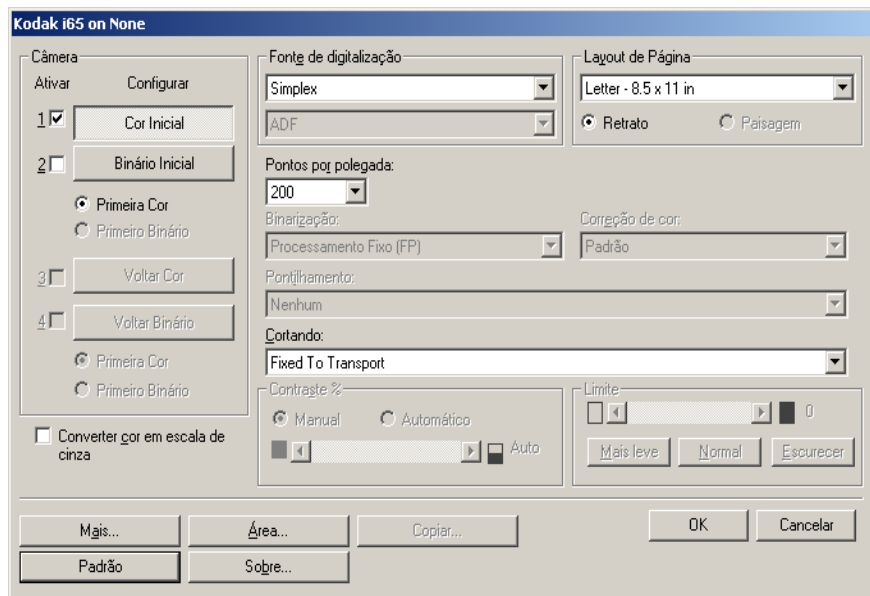 Kodak i65 on None
Câmera
Ativar Configurar
1 Cor Inicial
2 Binário Inicial
Primeira Cor
Primeiro Binário
3 Voltar Cor
4 Voltar Binário
Primeira Cor
Primeiro Binário
Converter cor em escala de
cinza
Fonte de digitalização
Simplex
ADF
Layout de Página
Letter - 8.5 x 11 in
Retrato Paisagem
Pontos por polegada:
200
Binarização:
Processamento Fixo (FP)
Correção de cor:
Padrão
Pontilhamento:
Nenhum
Cortando:
Fixed To Transport
Contraste %
Manual Automático
Auto
Limite
0
Mais leve Normal Escurecer
Mais... Área... Copiar... OK Cancelar
Padrão Sobre...